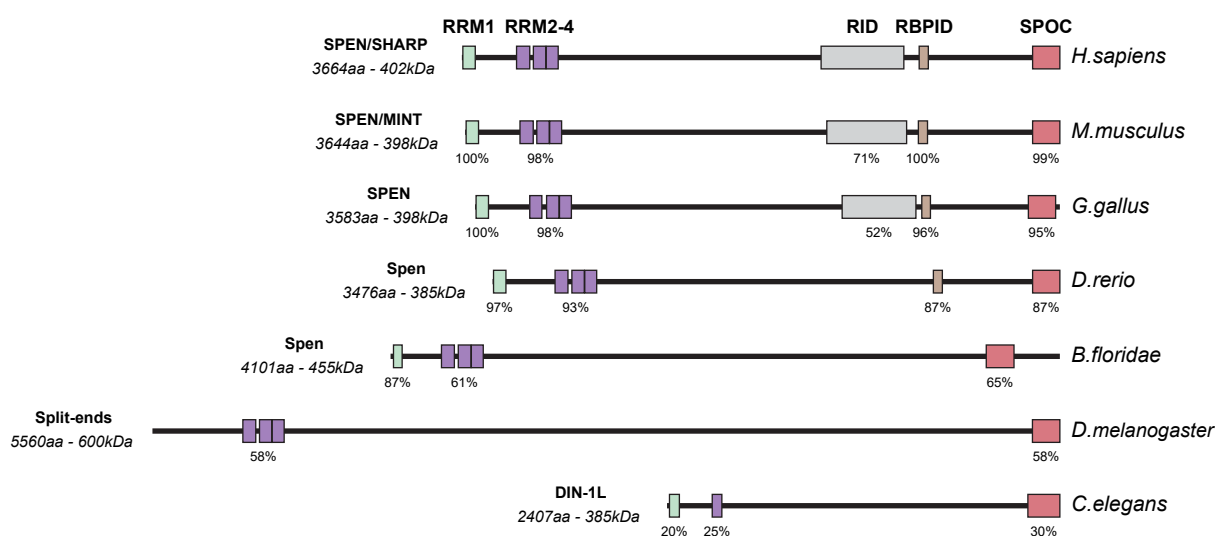 RRM1 RRM2-4 RID RBPID SPOC
SPEN/SHARP
3664aa - 402kDa
H.sapiens
SPEN/MINT
3644aa - 398kDa
M.musculus
100% 98% 71% 100% 99%
SPEN
3583aa - 398kDa
G.gallus
100% 98% 52% 96% 95%
Spen
3476aa - 385kDa
D.rerio
97% 93% 87% 87%
Spen
4101aa - 455kDa
B.floridae
87% 61% 65%
Split-ends
5560aa - 600kDa
D.melanogaster
58% 58%
DIN-1L
2407aa - 385kDa
C.elegans
20% 25% 30%